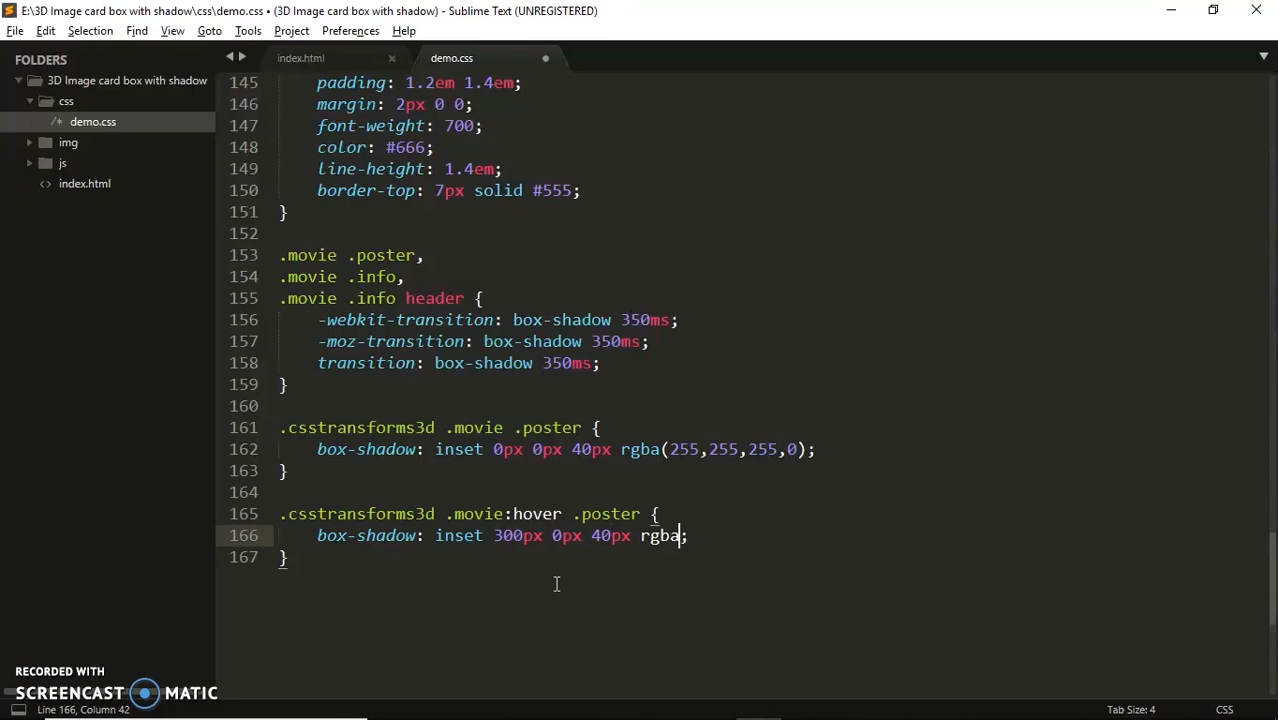 E:\3D Image card box with shadow\css\demo.css • (3D Image card box with shadow) - Sublime Text (UNREGISTERED)
File Edit Selection Find View Goto Tools Project Preferences Help
FOLDERS
3D Image card box with shadow
css
/* demo.css
img
js
<> index.html
index.html
demo.css
145 padding: 1.2em 1.4em;
146 margin: 2px 0 0;
147 font-weight: 700;
148 color: #666;
149 line-height: 1.4em;
150 border-top: 7px solid #555;
151 }
152
153 .movie .poster,
154 .movie .info,
155 .movie .info header {
156 -webkit-transition: box-shadow 350ms;
157 -moz-transition: box-shadow 350ms;
158 transition: box-shadow 350ms;
159 }
160
161 .csstransforms3d .movie .poster {
162 box-shadow: inset 0px 0px 40px rgba(255,255,255,0);
163 }
164
165 .csstransforms3d .movie:hover .poster {
166 box-shadow: inset 300px 0px 40px rgba;
167 }
RECORDED WITH
SCREENCAST MATIC
Line 166, Column 42
Tab Size: 4
CSS